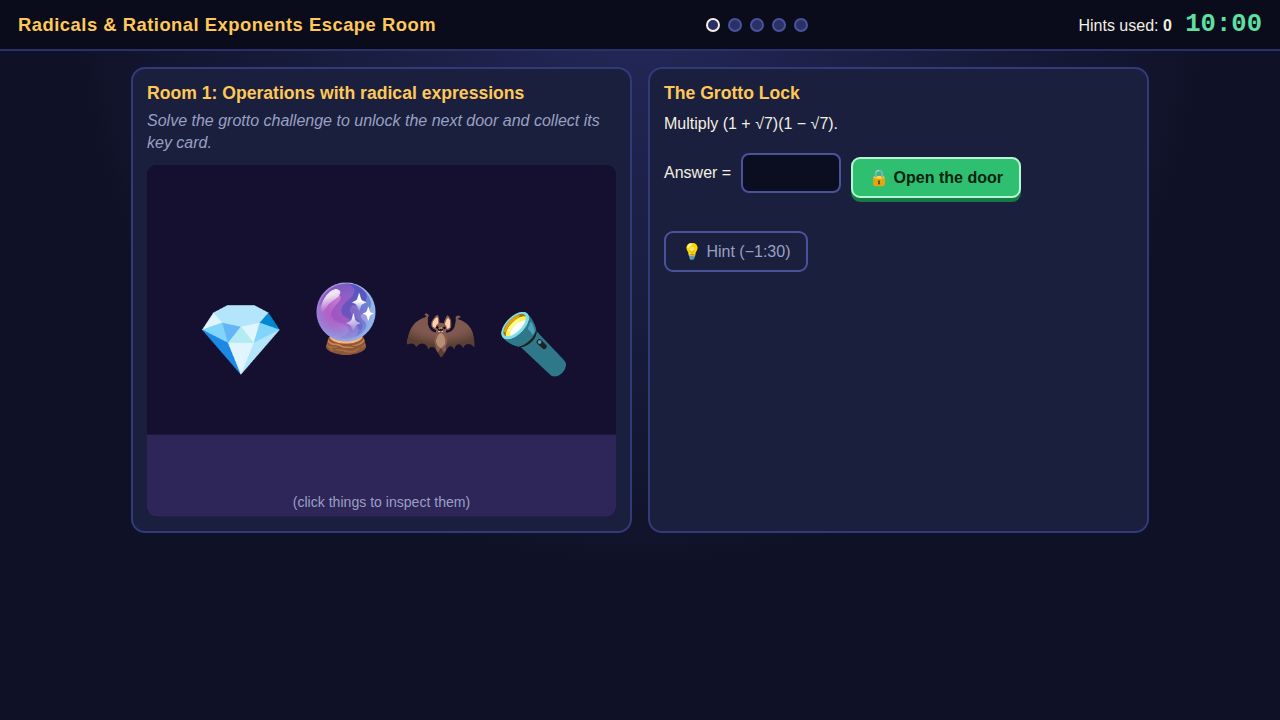 Radicals & Rational Exponents Escape Room
Hints used: 0 10:00
Room 1: Operations with radical expressions
Solve the grotto challenge to unlock the next door and collect its
key card.
(click things to inspect them)
The Grotto Lock
Multiply (1 + √7)(1 − √7).
Answer =
🔒 Open the door
💡 Hint (−1:30)